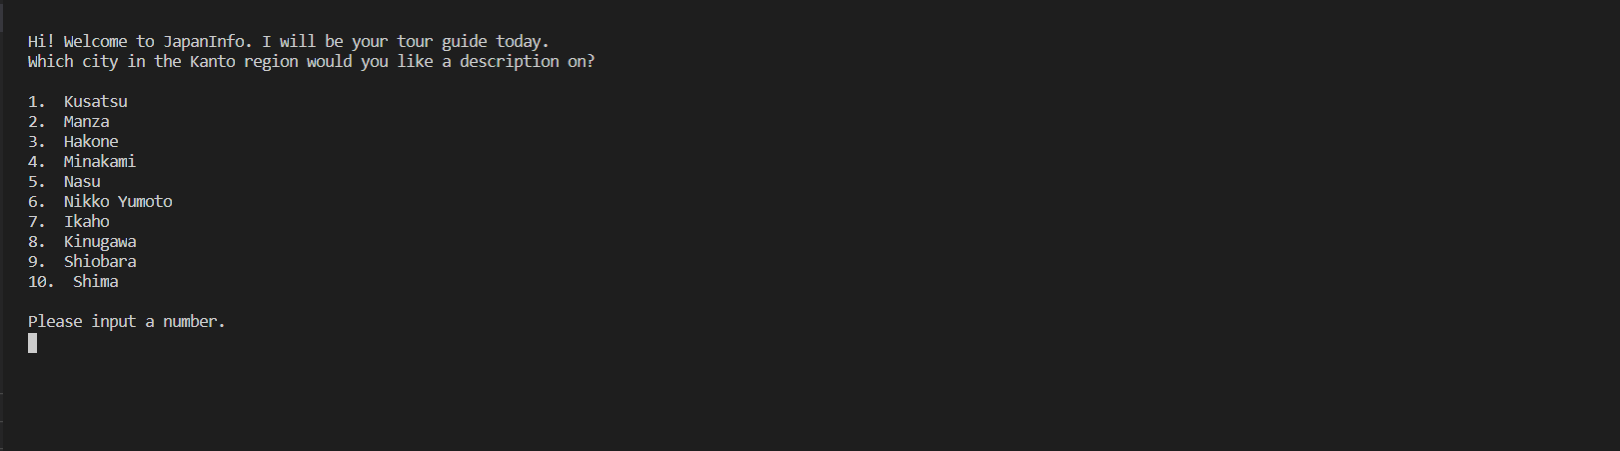 Hi! Welcome to JapanInfo. I will be your tour guide today.
Which city in the Kanto region would you like a description on?
1.  Kusatsu
2.  Manza
3.  Hakone
4.  Minakami
5.  Nasu
6.  Nikko Yumoto
7.  Ikaho
8.  Kinugawa
9.  Shiobara
10.  Shima
Please input a number.